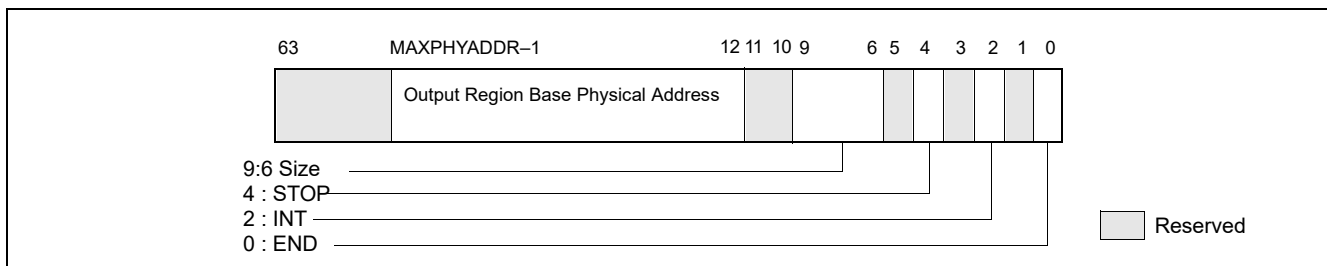 63 MAXPHYADDR–1 12 11 10 9 6 5 4 3 2 1 0
Output Region Base Physical Address
9:6 Size
4 : STOP
2 : INT
0 : END
Reserved